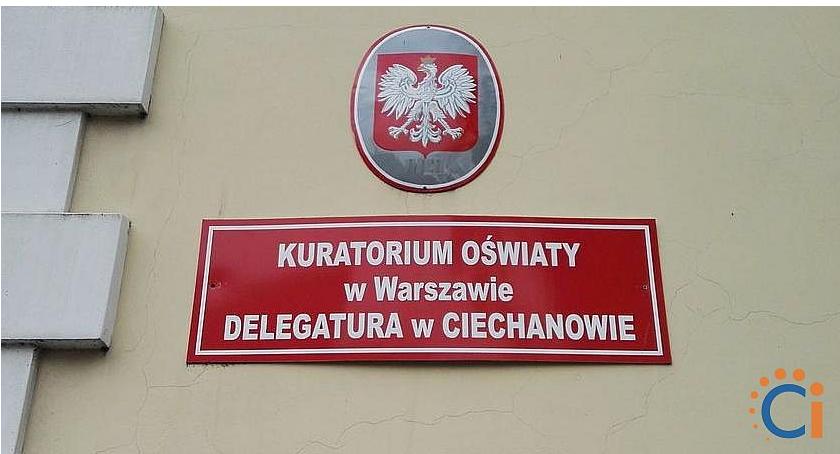 KURATORIUM OŚWIATY
w Warszawie
DELEGATURA w CIECHANOWIE
Ci